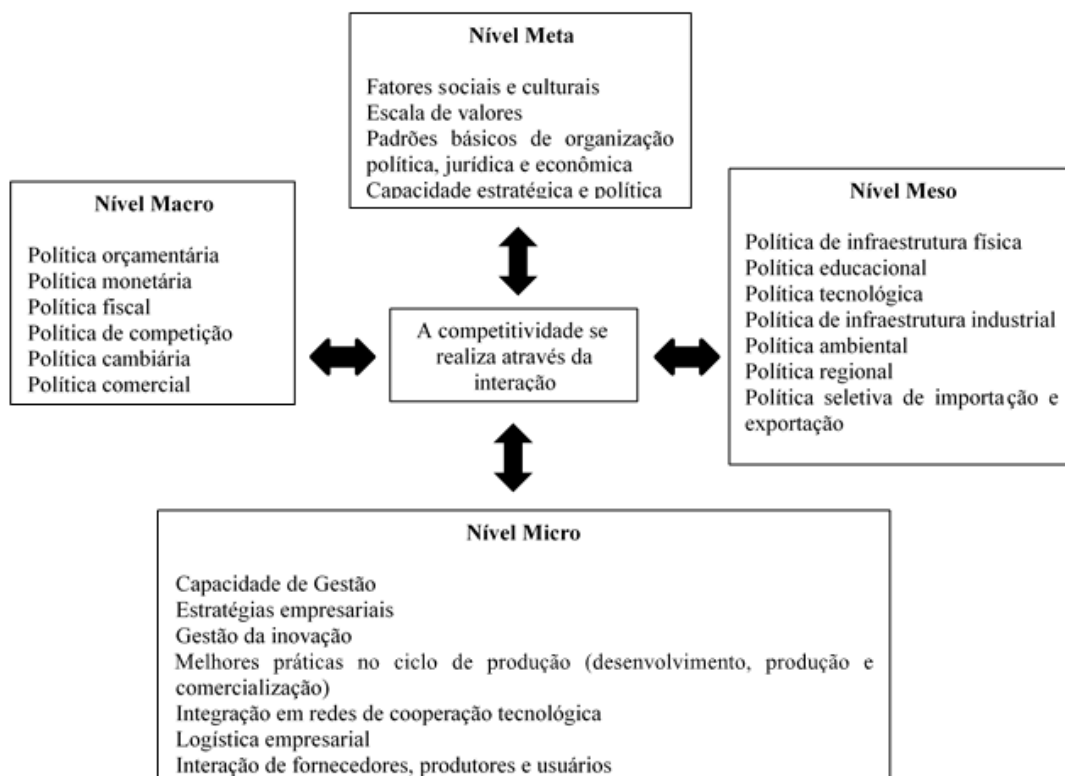 Nível Meta
Fatores sociais e culturais
Escala de valores
Padrões básicos de organização
política, jurídica e econômica
Capacidade estratégica e política
Nível Macro
Política orçamentária
Política monetária
Política fiscal
Política de competição
Política cambiária
Política comercial
A competitividade se
realiza através da
interação
Nível Meso
Política de infraestrutura física
Política educacional
Política tecnológica
Política de infraestrutura industrial
Política ambiental
Política regional
Política seletiva de importação e
exportação
Nível Micro
Capacidade de Gestão
Estratégias empresariais
Gestão da inovação
Melhores práticas no ciclo de produção (desenvolvimento, produção e
comercialização)
Integração em redes de cooperação tecnológica
Logística empresarial
Interação de fornecedores, produtores e usuários